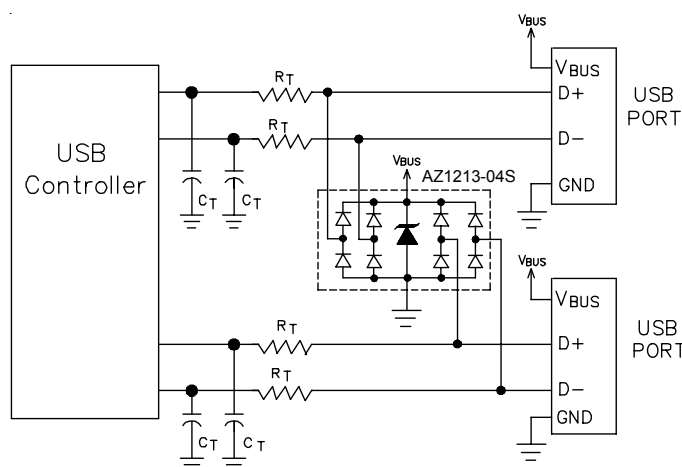 VBUS
RT
VBUS
D+
USB
PORT
RT
D−
USB
Controller
VBUS
AZ1213-04S
CT
CT
GND
VBUS
VBUS
RT
D+
USB
PORT
RT
D−
GND
CT
CT